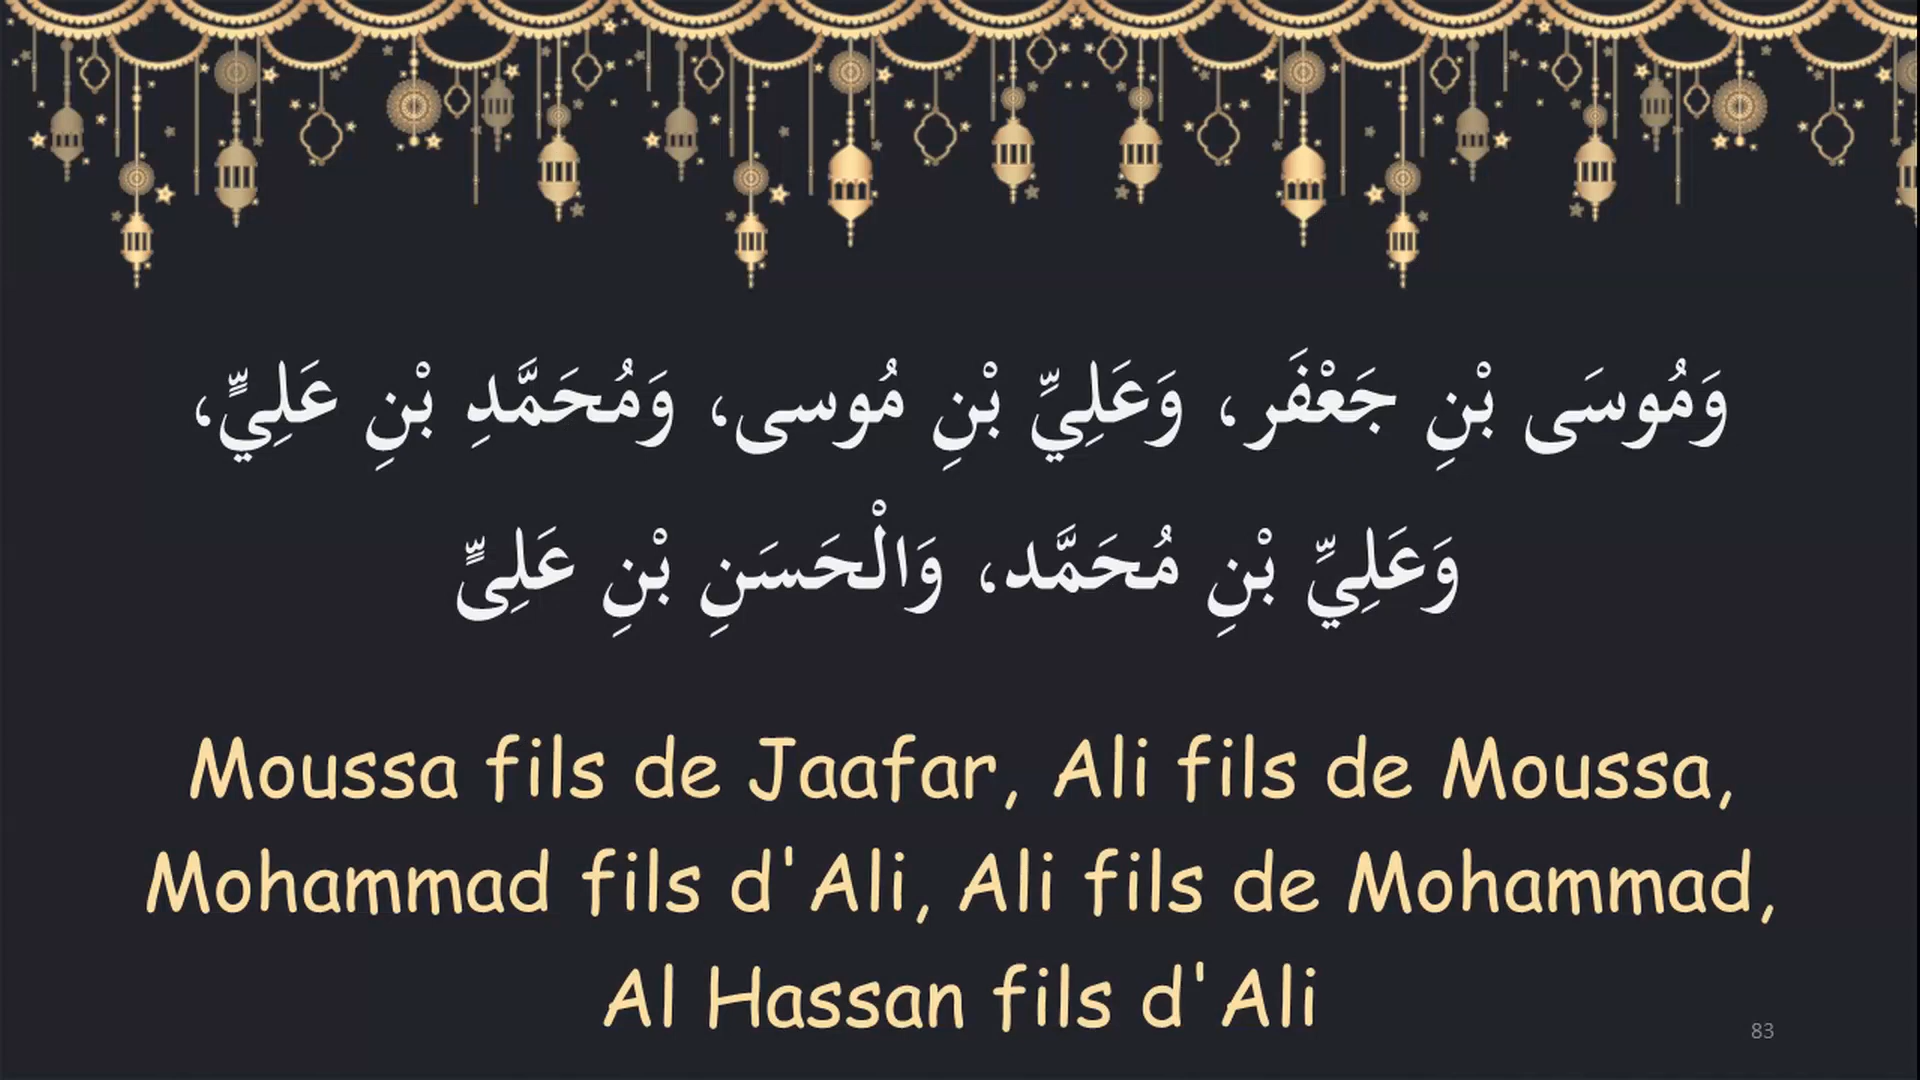 وَمُوسَى بْنِ جَعْفَر، وَعَلِيِّ بْنِ مُوسى، وَمُحَمَّدِ بْنِ عَلِيٍّ،
وَعَلِيِّ بْنِ مُحَمَّد، وَالْحَسَنِ بْنِ عَلِىٍّ
Moussa fils de Jaafar, Ali fils de Moussa,
Mohammad fils d'Ali, Ali fils de Mohammad,
Al Hassan fils d'Ali
83